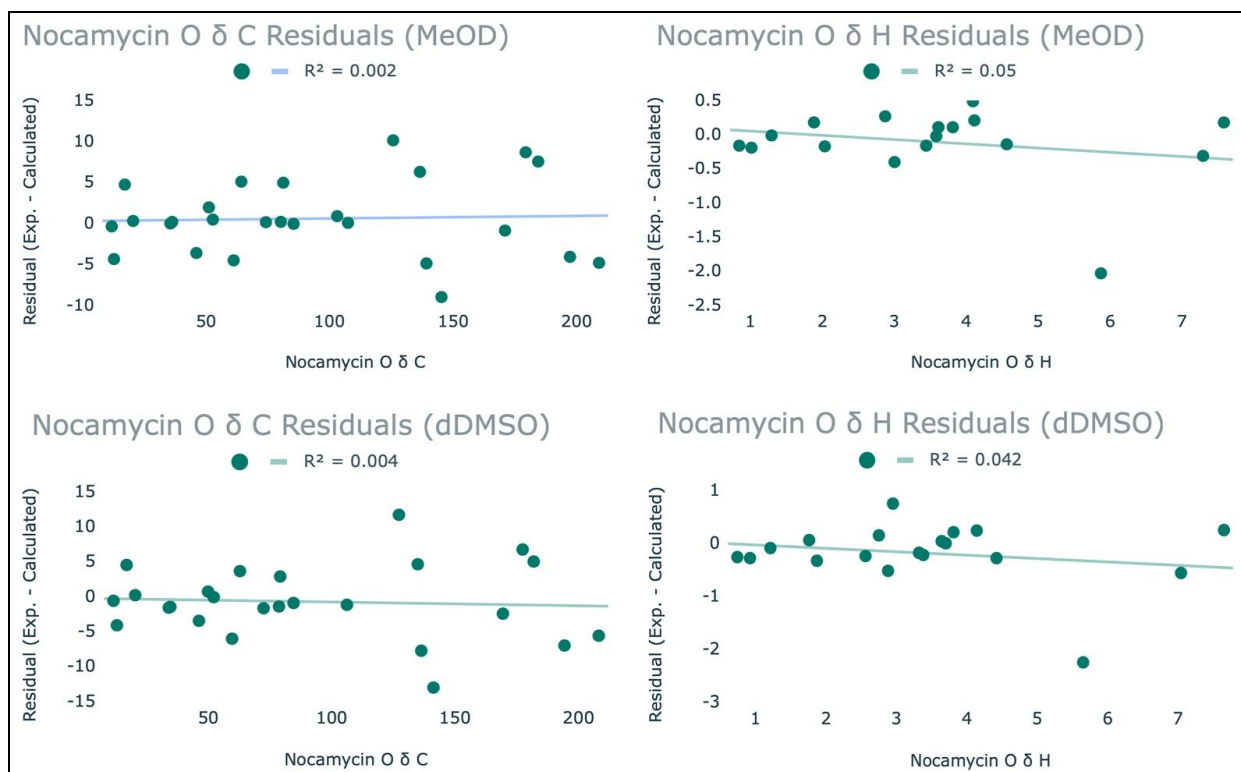 Nocamycin O δ C Residuals (MeOD)
R² = 0.002
Residual (Exp. - Calculated)
15
10
5
0
-5
-10
50
100
150
200
Nocamycin O δ C
Nocamycin O δ H Residuals (MeOD)
R² = 0.05
Residual (Exp. - Calculated)
0.5
0.0
-0.5
-1.0
-1.5
-2.0
-2.5
1
2
3
4
5
6
7
Nocamycin O δ H
Nocamycin O δ C Residuals (dDMSO)
R² = 0.004
Residual (Exp. - Calculated)
15
10
5
0
-5
-10
-15
50
100
150
200
Nocamycin O δ C
Nocamycin O δ H Residuals (dDMSO)
R² = 0.042
Residual (Exp. - Calculated)
1
0
-1
-2
-3
1
2
3
4
5
6
7
Nocamycin O δ H